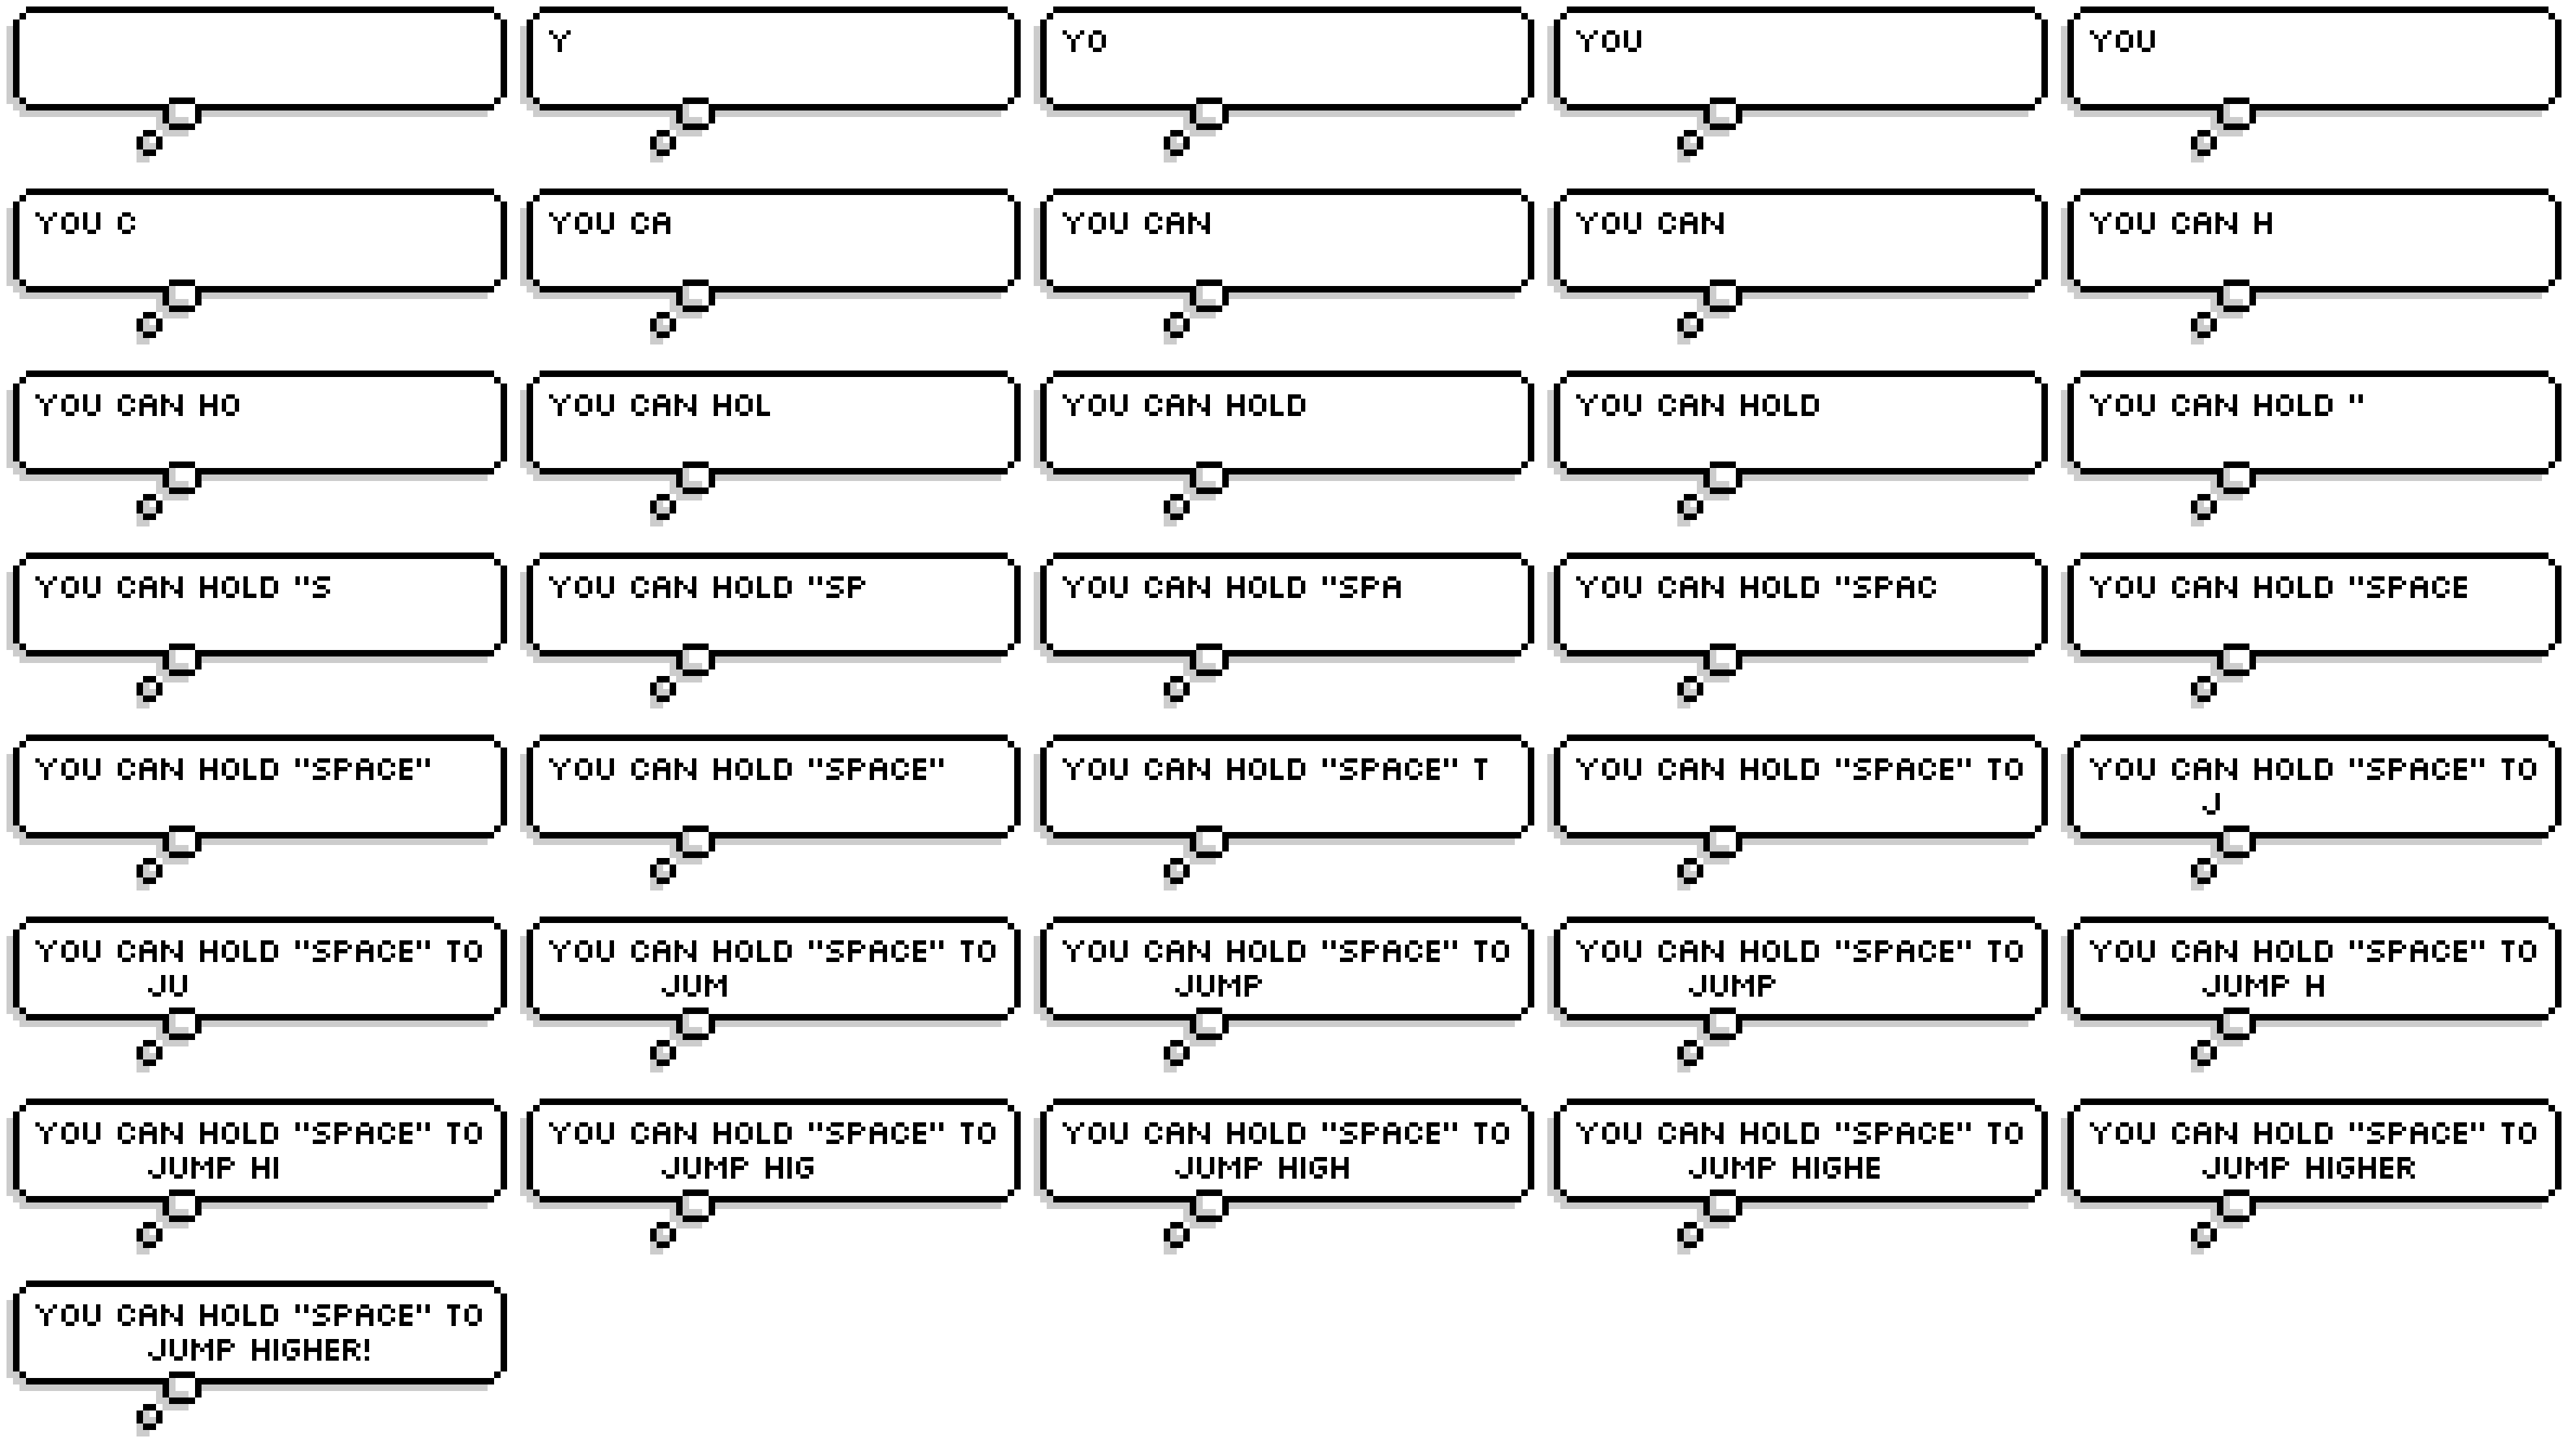 Y
YO
YOU
YOU
YOU C
YOU CA
YOU CAN
YOU CAN
YOU CAN H
YOU CAN HO
YOU CAN HOL
YOU CAN HOLD
YOU CAN HOLD
YOU CAN HOLD "
YOU CAN HOLD "S
YOU CAN HOLD "SP
YOU CAN HOLD "SPA
YOU CAN HOLD "SPAC
YOU CAN HOLD "SPACE
YOU CAN HOLD "SPACE"
YOU CAN HOLD "SPACE"
YOU CAN HOLD "SPACE" T
YOU CAN HOLD "SPACE" TO
YOU CAN HOLD "SPACE" TO
J
YOU CAN HOLD "SPACE" TO
JU
YOU CAN HOLD "SPACE" TO
JUM
YOU CAN HOLD "SPACE" TO
JUMP
YOU CAN HOLD "SPACE" TO
JUMP
YOU CAN HOLD "SPACE" TO
JUMP H
YOU CAN HOLD "SPACE" TO
JUMP HI
YOU CAN HOLD "SPACE" TO
JUMP HIG
YOU CAN HOLD "SPACE" TO
JUMP HIGH
YOU CAN HOLD "SPACE" TO
JUMP HIGHE
YOU CAN HOLD "SPACE" TO
JUMP HIGHER
YOU CAN HOLD "SPACE" TO
JUMP HIGHER!